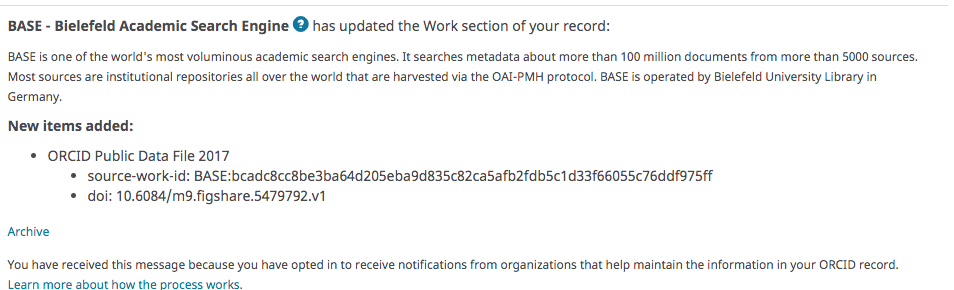 BASE - Bielefeld Academic Search Engine ? has updated the Work section of your record:
BASE is one of the world's most voluminous academic search engines. It searches metadata about more than 100 million documents from more than 5000 sources.
Most sources are institutional repositories all over the world that are harvested via the OAI-PMH protocol. BASE is operated by Bielefeld University Library in
Germany.
New items added:
• ORCID Public Data File 2017
• source-work-id: BASE:bcadc8cc8be3ba64d205eba9d835c82ca5afb2fdb5c1d33f66055c76ddf975ff
• doi: 10.6084/m9.figshare.5479792.v1
Archive
You have received this message because you have opted in to receive notifications from organizations that help maintain the information in your ORCID record.
Learn more about how the process works.